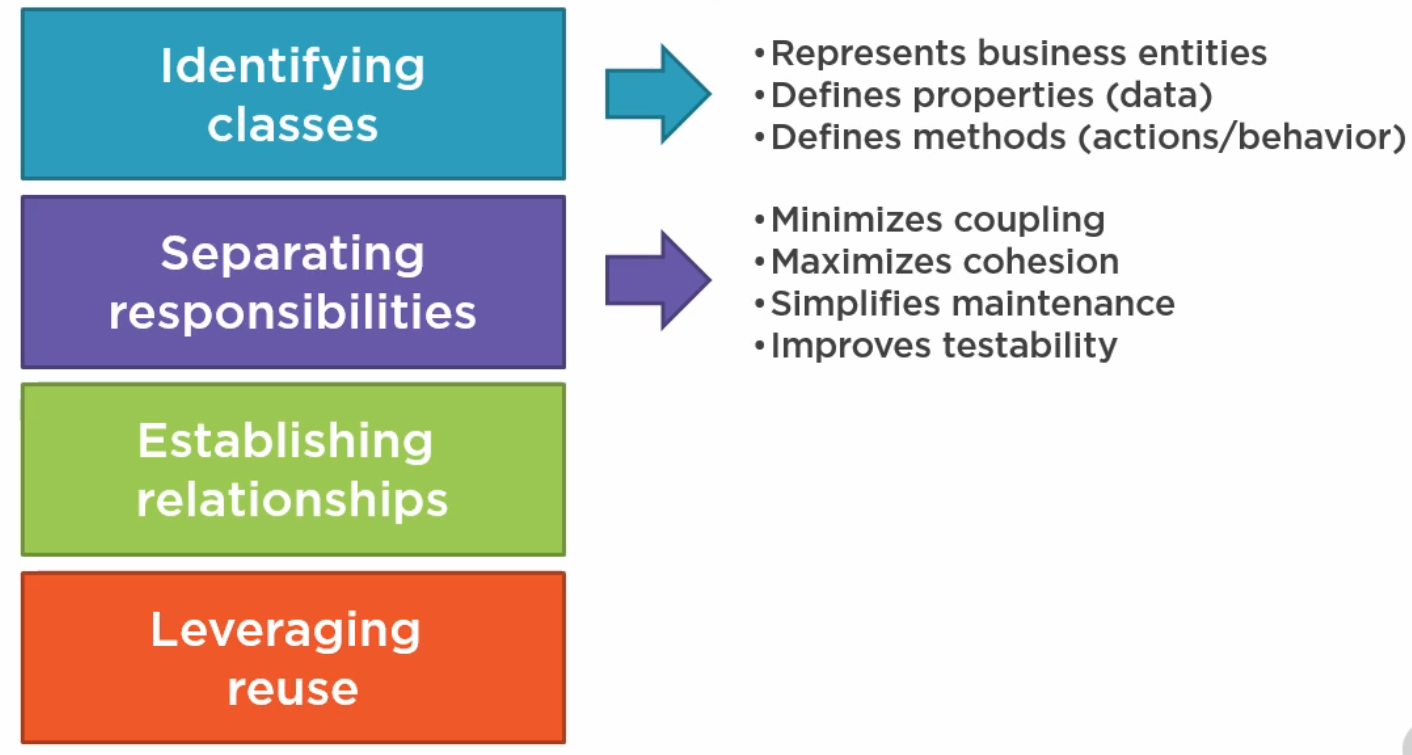 Identifying
classes
•Represents business entities
•Defines properties (data)
•Defines methods (actions/behavior)
Separating
responsibilities
•Minimizes coupling
•Maximizes cohesion
•Simplifies maintenance
•Improves testability
Establishing
relationships
Leveraging
reuse